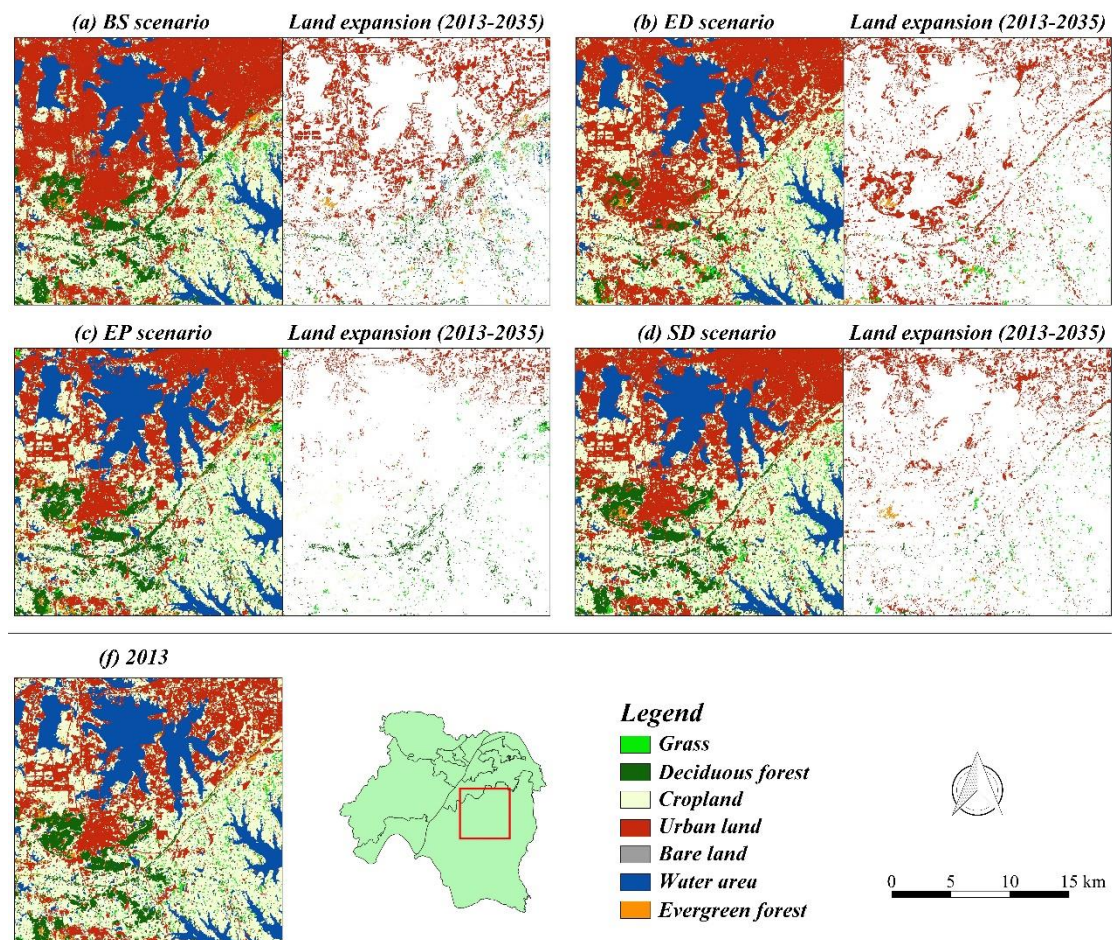 (a) BS scenario
Land expansion (2013-2035)
(b) ED scenario
Land expansion (2013-2035)
(c) EP scenario
Land expansion (2013-2035)
(d) SD scenario
Land expansion (2013-2035)
(f) 2013
Legend
Grass
Deciduous forest
Cropland
Urban land
Bare land
Water area
Evergreen forest
0 5 10 15 km